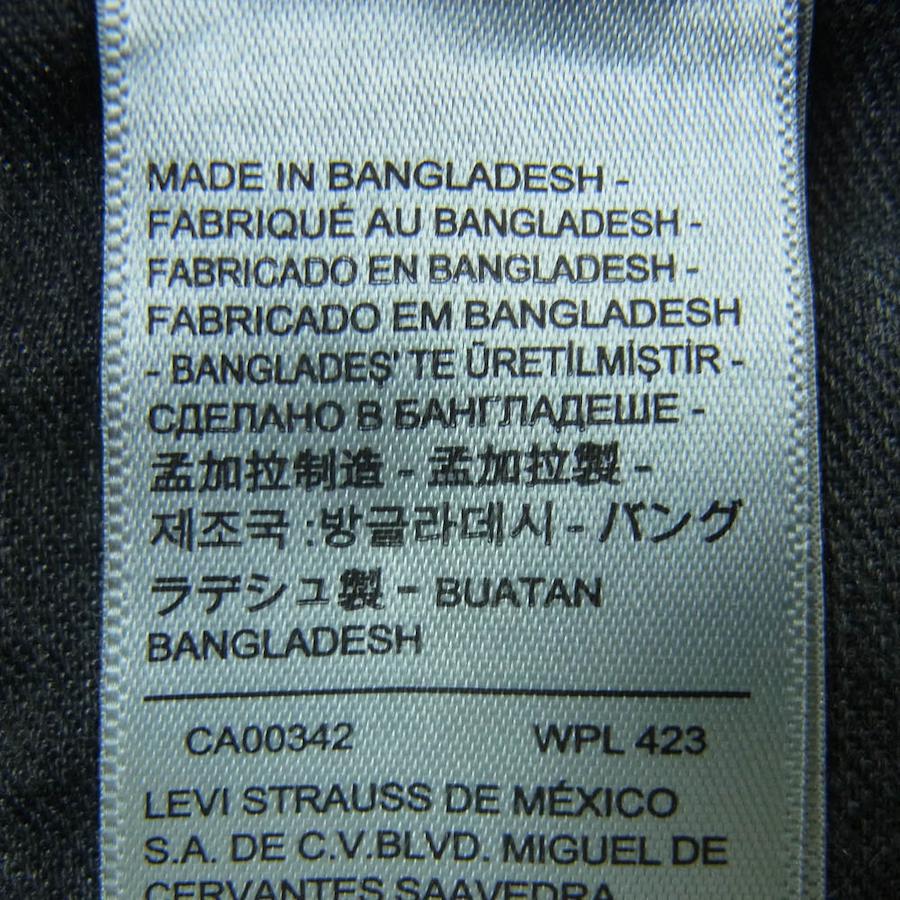 MADE IN BANGLADESH -
FABRIQUÉ AU BANGLADESH -
FABRICADO EN BANGLADESH -
FABRICADO EM BANGLADESH
- BANGLADEŞ' TE ÜRETİLMİŞTİR -
СДЕЛАНО В БАНГЛАДЕШЕ -
孟加拉制造 - 孟加拉製 -
제조국 :방글라데시 - バング
ラデシュ製 - BUATAN
BANGLADESH
CA00342 WPL 423
LEVI STRAUSS DE MÉXICO
S.A. DE C.V.BLVD. MIGUEL DE
CERVANTES SAAVEDRA